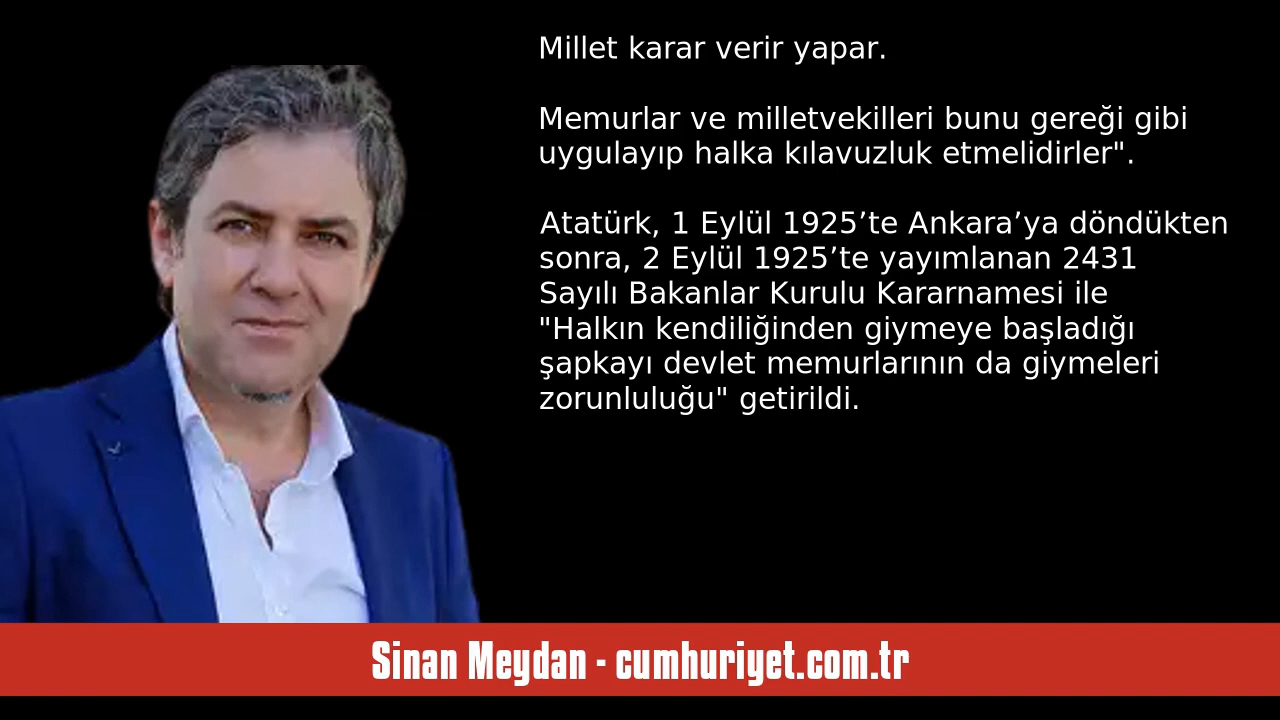 Millet karar verir yapar.
Memurlar ve milletvekilleri bunu gereği gibi
uygulayıp halka kılavuzluk etmelidirler".
Atatürk, 1 Eylül 1925’te Ankara’ya döndükten
sonra, 2 Eylül 1925’te yayımlanan 2431
Sayılı Bakanlar Kurulu Kararnamesi ile
"Halkın kendiliğinden giymeye başladığı
şapkayı devlet memurlarının da giymeleri
zorunluluğu" getirildi.
Sinan Meydan - cumhuriyet.com.tr